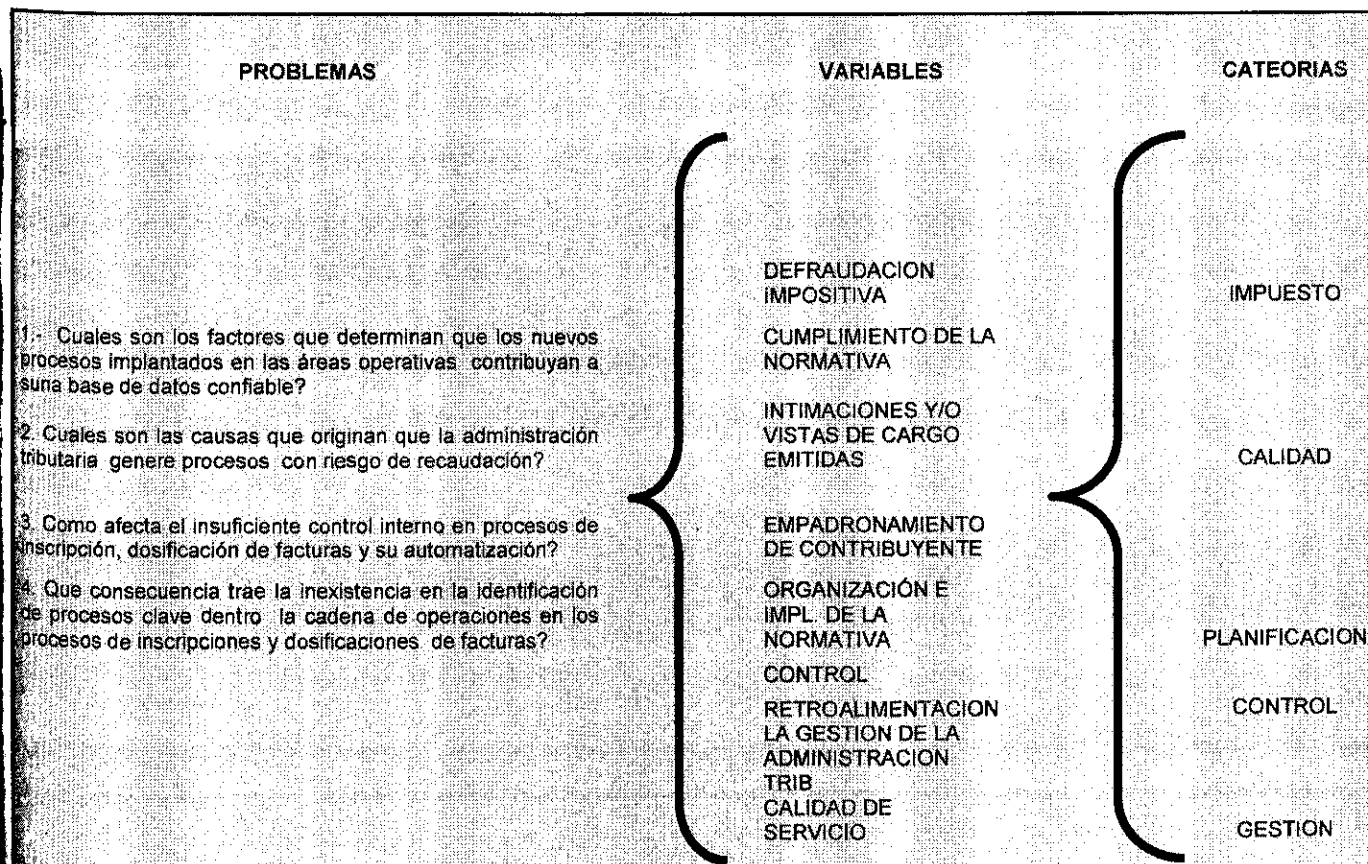 PROBLEMAS
VARIABLES
CATEORIAS
1.- Cuales son los factores que determinan que los nuevos
procesos implantados en las áreas operativas contribuyan a
suna base de datos confiable?
2. Cuales son las causas que originan que la administración
tributaria genere procesos con riesgo de recaudación?
3. Como afecta el insuficiente control interno en procesos de
inscripción, dosificación de facturas y su automatización?
4. Que consecuencia trae la inexistencia en la identificación
de procesos clave dentro la cadena de operaciones en los
procesos de inscripciones y dosificaciones de facturas?
DEFRAUDACION
IMPOSITIVA
CUMPLIMIENTO DE LA
NORMATIVA
INTIMACIONES Y/O
VISTAS DE CARGO
EMITIDAS
EMPADRONAMIENTO
DE CONTRIBUYENTE
ORGANIZACIÓN E
IMPL. DE LA
NORMATIVA
CONTROL
RETROALIMENTACION
LA GESTION DE LA
ADMINISTRACION
TRIB
CALIDAD DE
SERVICIO
IMPUESTO
CALIDAD
PLANIFICACION
CONTROL
GESTION